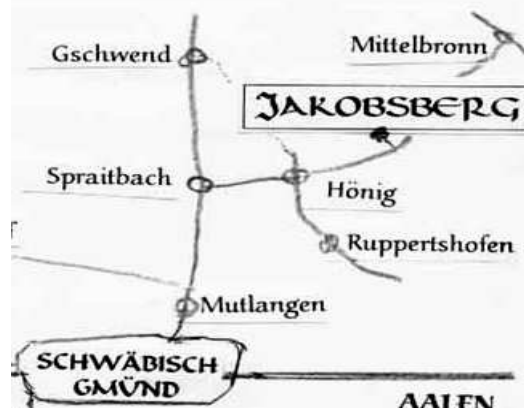 Gschwend
Mittelbronn
JAKOBSBERG
Spraitbach
Hönig
Ruppertshofen
Mutlangen
SCHWÄBISCH
GMÜND
AALEN